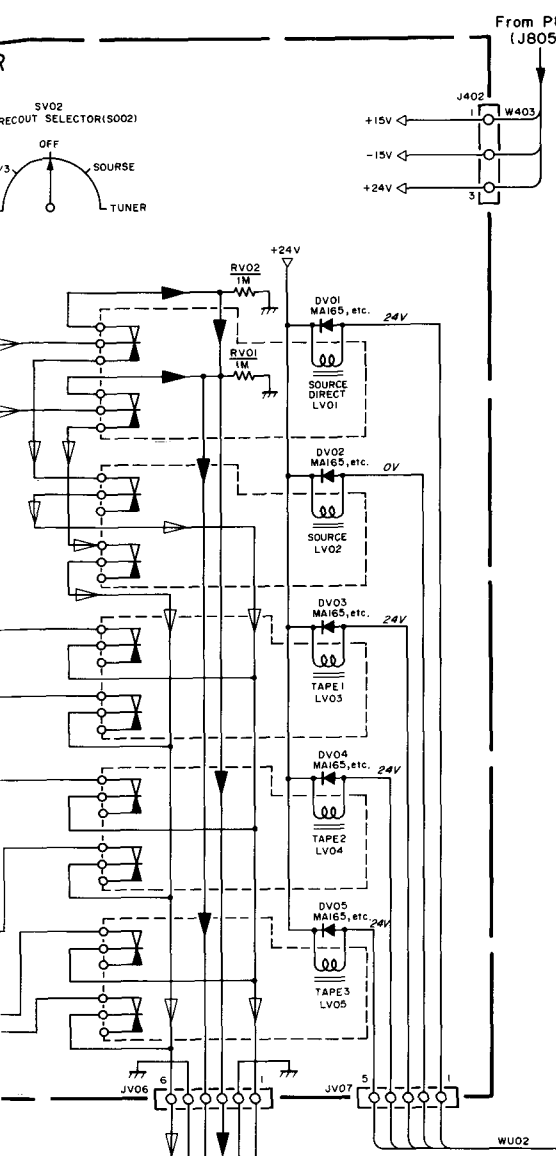 From P
(J805
R
SV02
RECOUT SELECTOR(S002)
OFF
/3
SOURSE
TUNER
J402
1
W403
+15V
-15V
+24V
3
+24V
RV02
1M
DV01
MA165,etc.
24V
RV01
1M
SOURCE
DIRECT
LV01
DV02
MA165,etc.
0V
SOURCE
LV02
DV03
MA165,etc.
24V
TAPE1
LV03
DV04
MA165,etc.
24V
TAPE2
LV04
DV05
MA165,etc.
24V
TAPE3
LV05
6
1
JV06
5
1
JV07
WU02